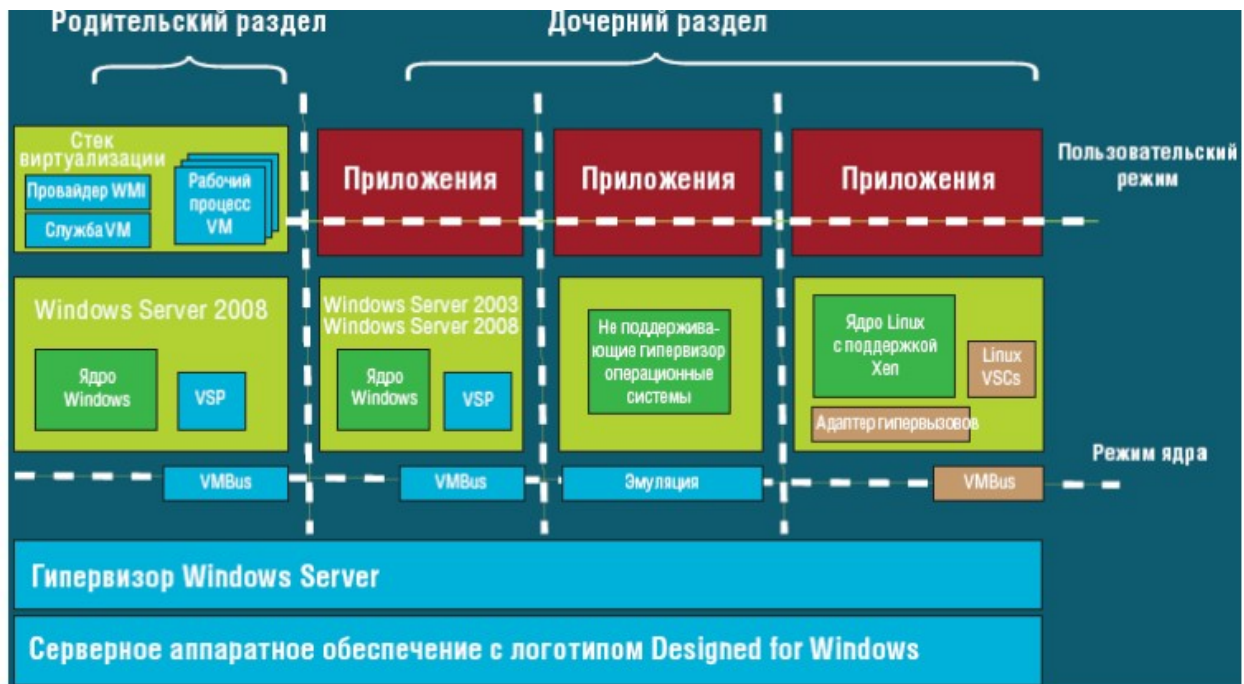 Родительский раздел
Дочерний раздел
Стек
виртуализации
Провайдер WMI
Служба VM
Рабочий
процесс
VM
Приложения
Приложения
Приложения
Пользовательский
режим
Windows Server 2008
Ядро
Windows
VSP
Windows Server 2003
Windows Server 2008
Ядро
Windows
VSP
Не поддержива-
ющие гипервизор
операционные
системы
Ядро Linux
с поддержкой
Xen
Linux
VSCs
Адаптер гипервызовов
Режим ядра
VMBus
VMBus
Эмуляция
VMBus
Гипервизор Windows Server
Серверное аппаратное обеспечение с логотипом Designed for Windows